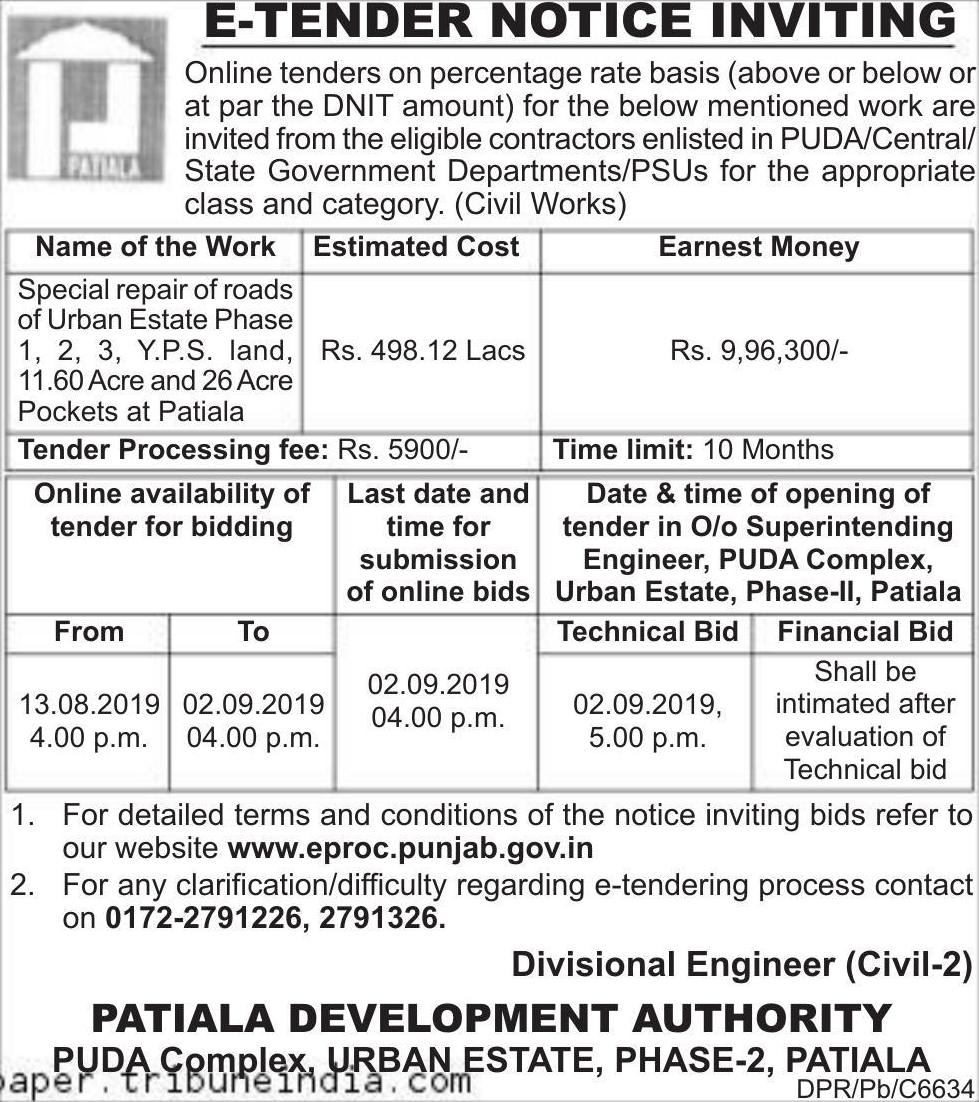 E-TENDER NOTICE INVITING
Online tenders on percentage rate basis (above or below or
at par the DNIT amount) for the below mentioned work are
invited from the eligible contractors enlisted in PUDA/Central/
State Government Departments/PSUs for the appropriate
class and category. (Civil Works)
PATIALA
Name of the Work
Estimated Cost
Earnest Money
Special repair of roads
of Urban Estate Phase
1, 2, 3, Y.P.S. land,
11.60 Acre and 26 Acre
Pockets at Patiala
Rs. 498.12 Lacs
Rs. 9,96,300/-
Tender Processing fee: Rs. 5900/-
Time limit: 10 Months
Online availability of
tender for bidding
Last date and
time for
submission
of online bids
Date & time of opening of
tender in O/o Superintending
Engineer, PUDA Complex,
Urban Estate, Phase-II, Patiala
From
To
Technical Bid
Financial Bid
13.08.2019
4.00 p.m.
02.09.2019
04.00 p.m.
02.09.2019
04.00 p.m.
02.09.2019,
5.00 p.m.
Shall be
intimated after
evaluation of
Technical bid
1. For detailed terms and conditions of the notice inviting bids refer to
our website www.eproc.punjab.gov.in
2. For any clarification/difficulty regarding e-tendering process contact
on 0172-2791226, 2791326.
Divisional Engineer (Civil-2)
PATIALA DEVELOPMENT AUTHORITY
PUDA Complex, URBAN ESTATE, PHASE-2, PATIALA
paper.tribuneindia.com
DPR/Pb/C6634